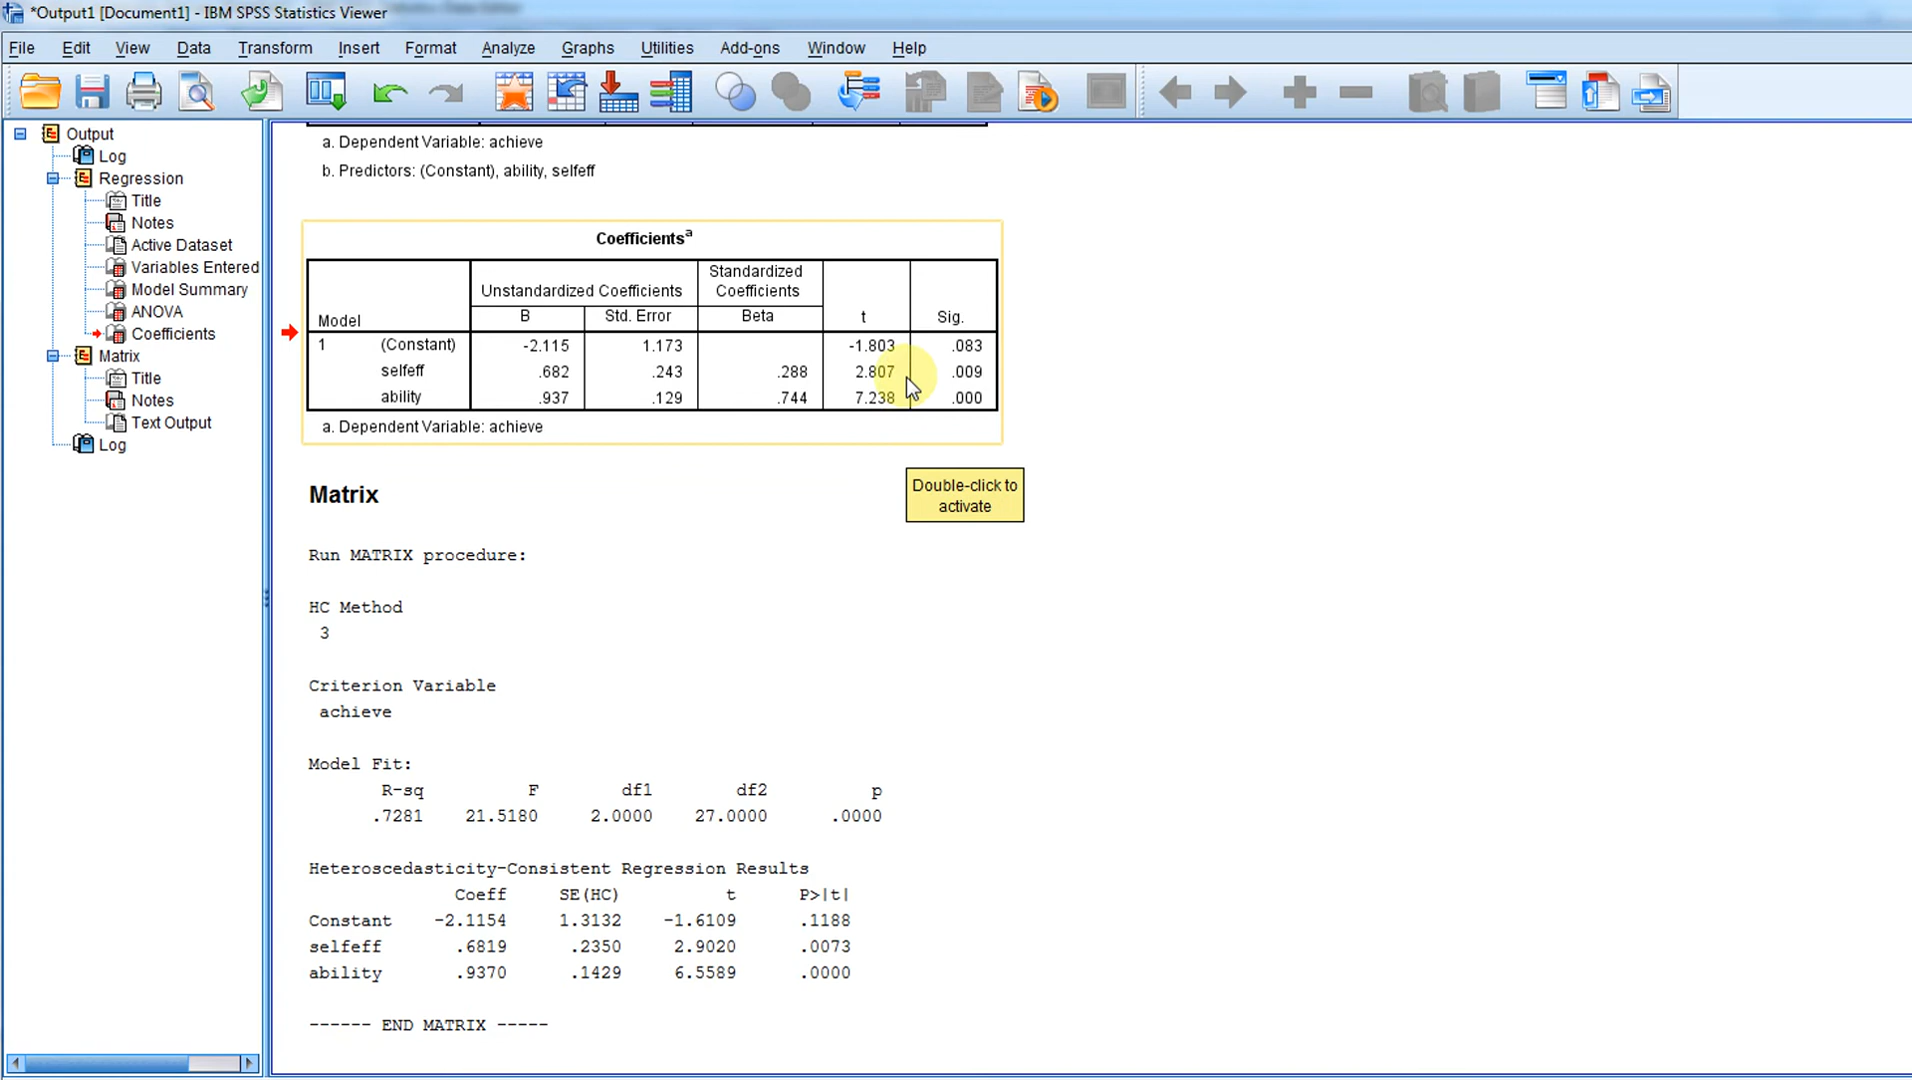 *Output1 [Document1] - IBM SPSS Statistics Viewer
File Edit View Data Transform Insert Format Analyze Graphs Utilities Add-ons Window Help
Output
Log
Regression
Title
Notes
Active Dataset
Variables Entered
Model Summary
ANOVA
Coefficients
Matrix
Title
Notes
Text Output
Log
a. Dependent Variable: achieve
b. Predictors: (Constant), ability, selfeff
Coefficientsa
Model Unstandardized Coefficients Standardized Coefficients t Sig.
B Std. Error Beta
1 (Constant) -2.115 1.173 -1.803 .083
selfeff .682 .243 .288 2.807 .009
ability .937 .129 .744 7.238 .000
a. Dependent Variable: achieve
Double-click to
activate
Matrix
Run MATRIX procedure:
HC Method
3
Criterion Variable
achieve
Model Fit:
R-sq F df1 df2 p
.7281 21.5180 2.0000 27.0000 .0000
Heteroscedasticity-Consistent Regression Results
Coeff SE(HC) t P>|t|
Constant -2.1154 1.3132 -1.6109 .1188
selfeff .6819 .2350 2.9020 .0073
ability .9370 .1429 6.5589 .0000
------ END MATRIX -----